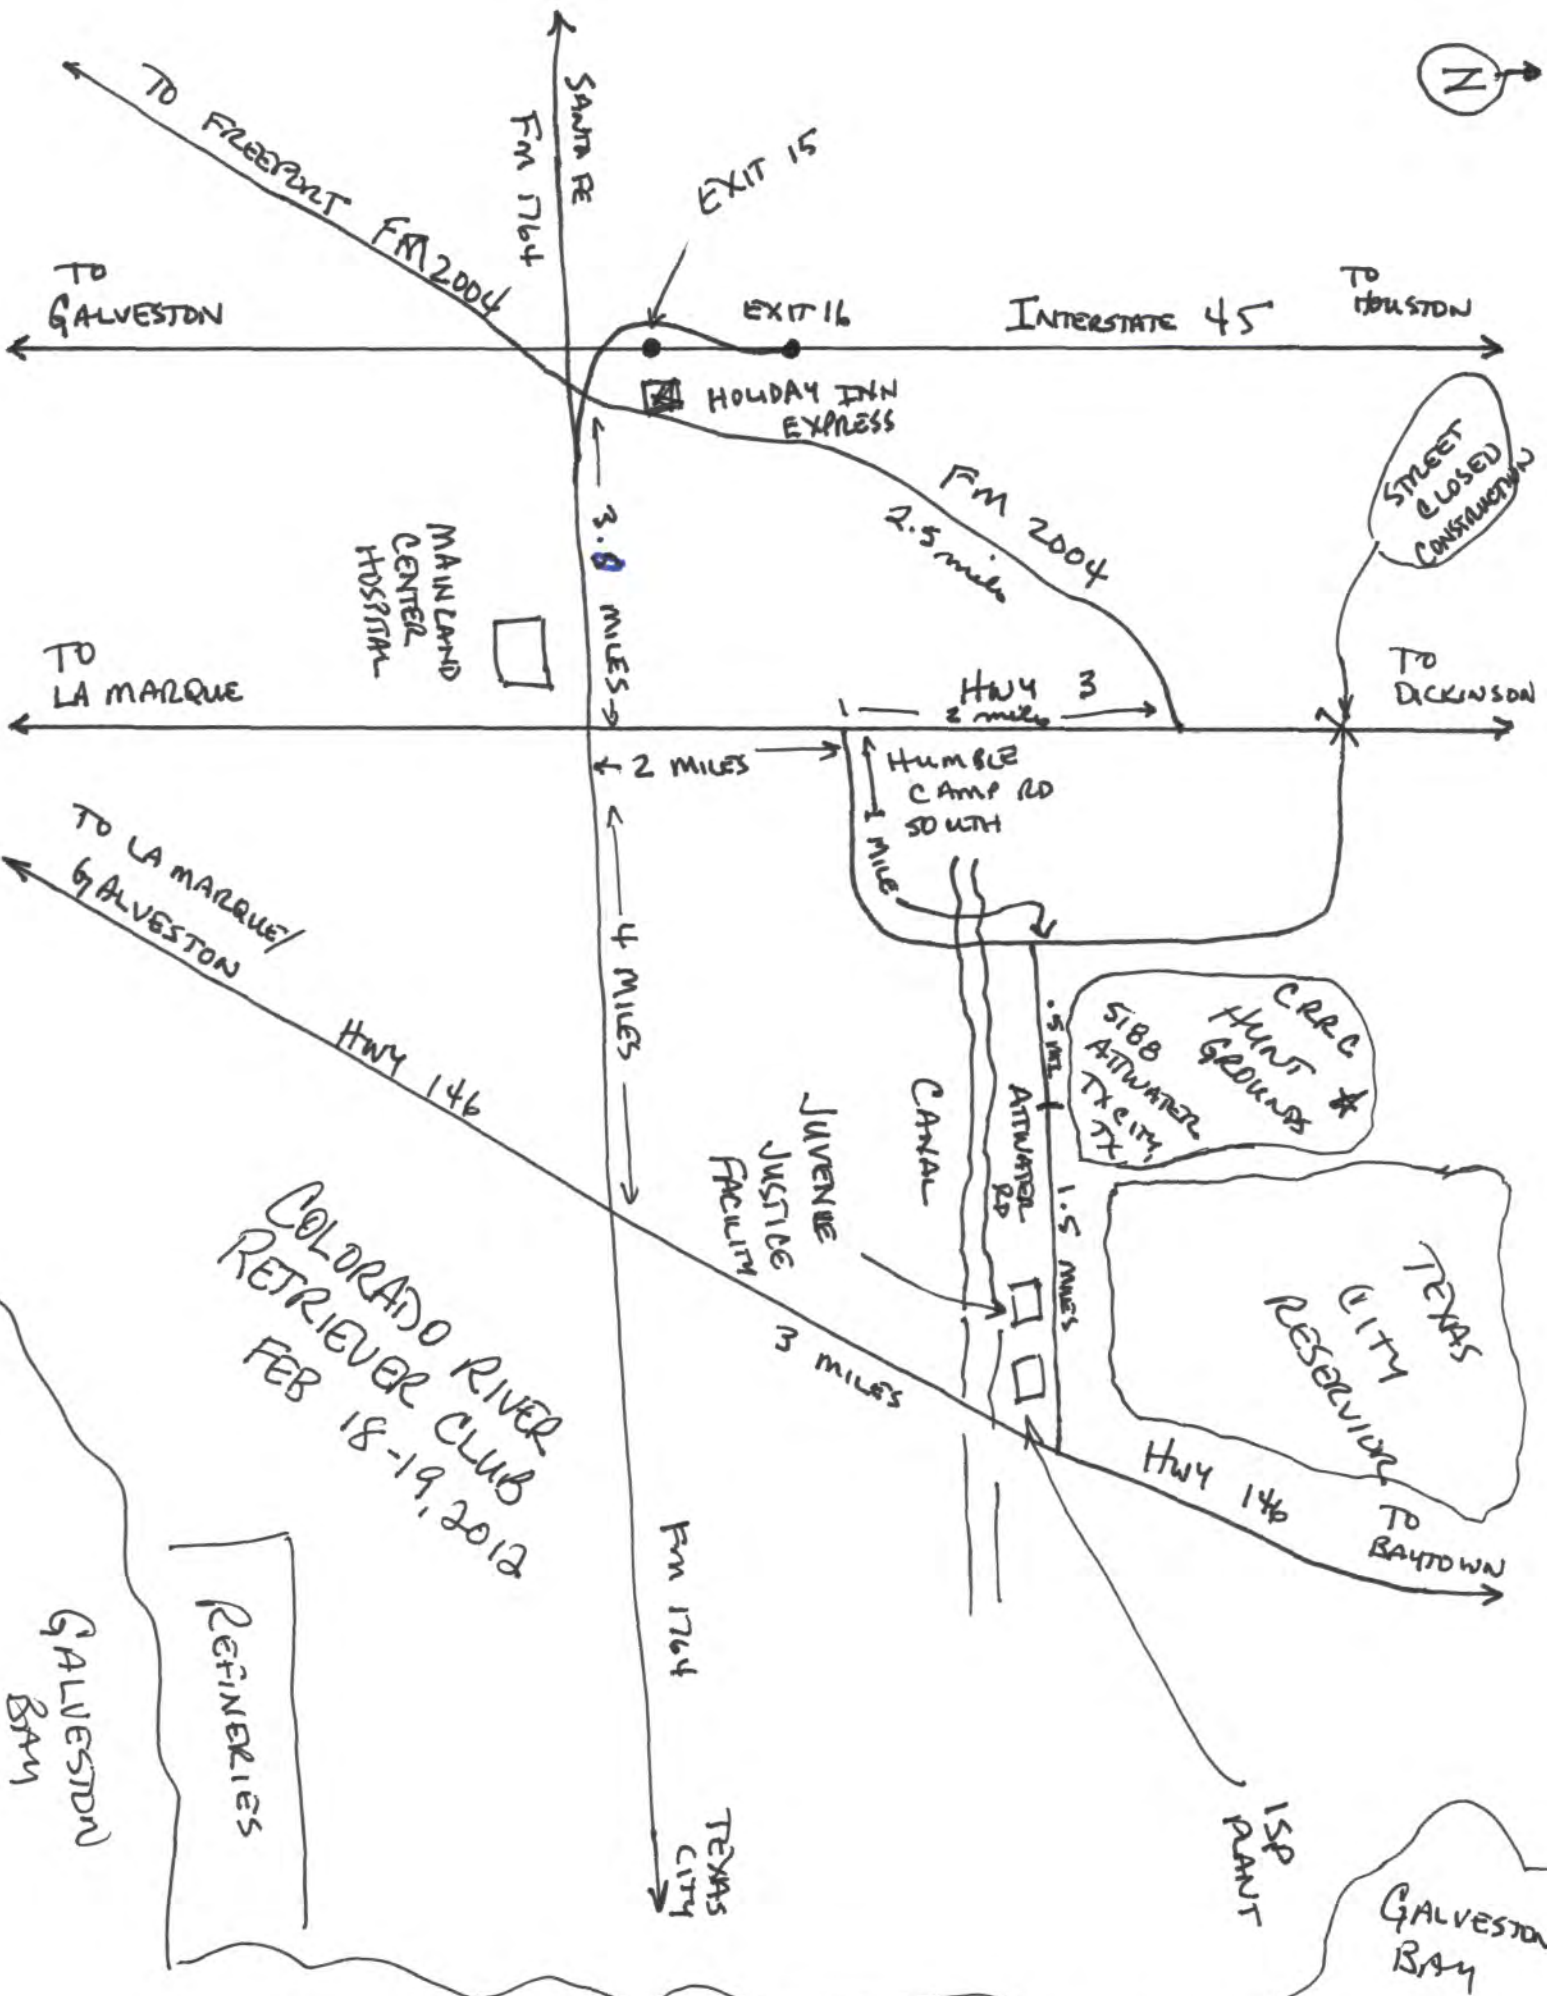 N
SANTA FE
FM 1764
TO FREEPORT FM 2004
EXIT 15
TO
GALVESTON
EXIT 16
INTERSTATE 45
TO
HOUSTON
HOLIDAY INN
EXPRESS
STREET
CLOSED
CONSTRUCTION
FM 2004
2.5 miles
MILES
MAINLAND
CENTER
HOSPITAL
TO
LA MARQUE
HWY 3
2 miles
TO
DICKINSON
2 MILES
HUMBLE
CAMP RD
SOUTH
1 MILE
TO LA MARQUE/
GALVESTON
HWY 146
4 MILES
CRRC
HUNT
GROUNDS
5188
ATTWATER
TX CITY,
TX
.5 MI.
ATTWATER
RD
1.5 MILES
CANAL
JUVENILE
JUSTICE
FACILITY
TEXAS
CITY
RESERVIOR
3 MILES
HWY 146
TO
BAYTOWN
COLORADO RIVER
RETRIEVER CLUB
FEB 18-19, 2012
FM 1764
TEXAS
CITY
ISP
PLANT
REFINERIES
GALVESTON
BAY
GALVESTON
BAY